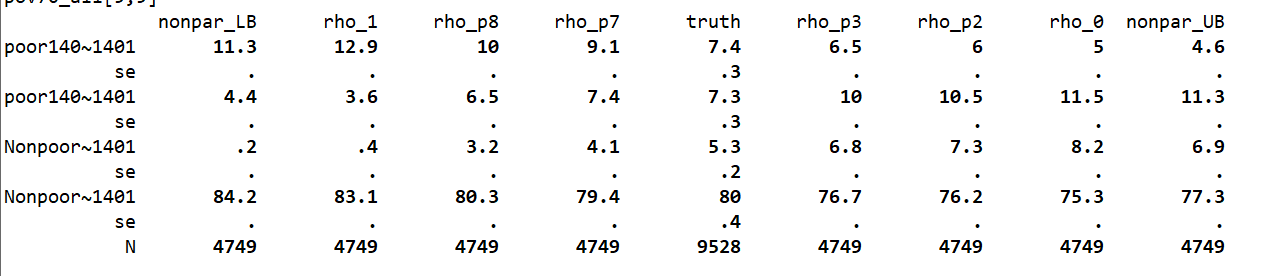 nonpar_LB rho_1 rho_p8 rho_p7 truth rho_p3 rho_p2 rho_0 nonpar_UB
poor140~1401 11.3 12.9 10 9.1 7.4 6.5 6 5 4.6
se . . . . .3 . . . .
poor140~1401 4.4 3.6 6.5 7.4 7.3 10 10.5 11.5 11.3
se . . . . .3 . . . .
Nonpoor~1401 .2 .4 3.2 4.1 5.3 6.8 7.3 8.2 6.9
se . . . . .2 . . . .
Nonpoor~1401 84.2 83.1 80.3 79.4 80 76.7 76.2 75.3 77.3
se . . . . .4 . . . .
N 4749 4749 4749 4749 9528 4749 4749 4749 4749